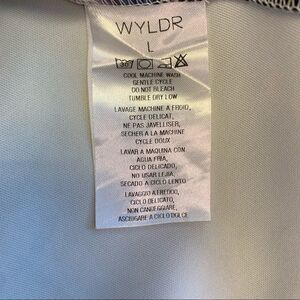 WYLDR
L
30
COOL MACHINE WASH
GENTLE CYCLE
DO NOT BLEACH
TUMBLE DRY LOW
LAVAGE MACHINE A FROID,
CYCLE DELICAT,
NE PAS JAVELLISER,
SECHER A LA MACHINE
CYCLE DOUX
LAVAR A MAQUINA CON
AGUA FRIA,
CICLO DELICADO,
NO USAR LEJIA,
SECADO A CICLO LENTO
LAVAGGIO A FREDDO,
CICLO DELICATO,
NON CANDEGGIARE,
ASCIUGARE A CICLO DOLCE